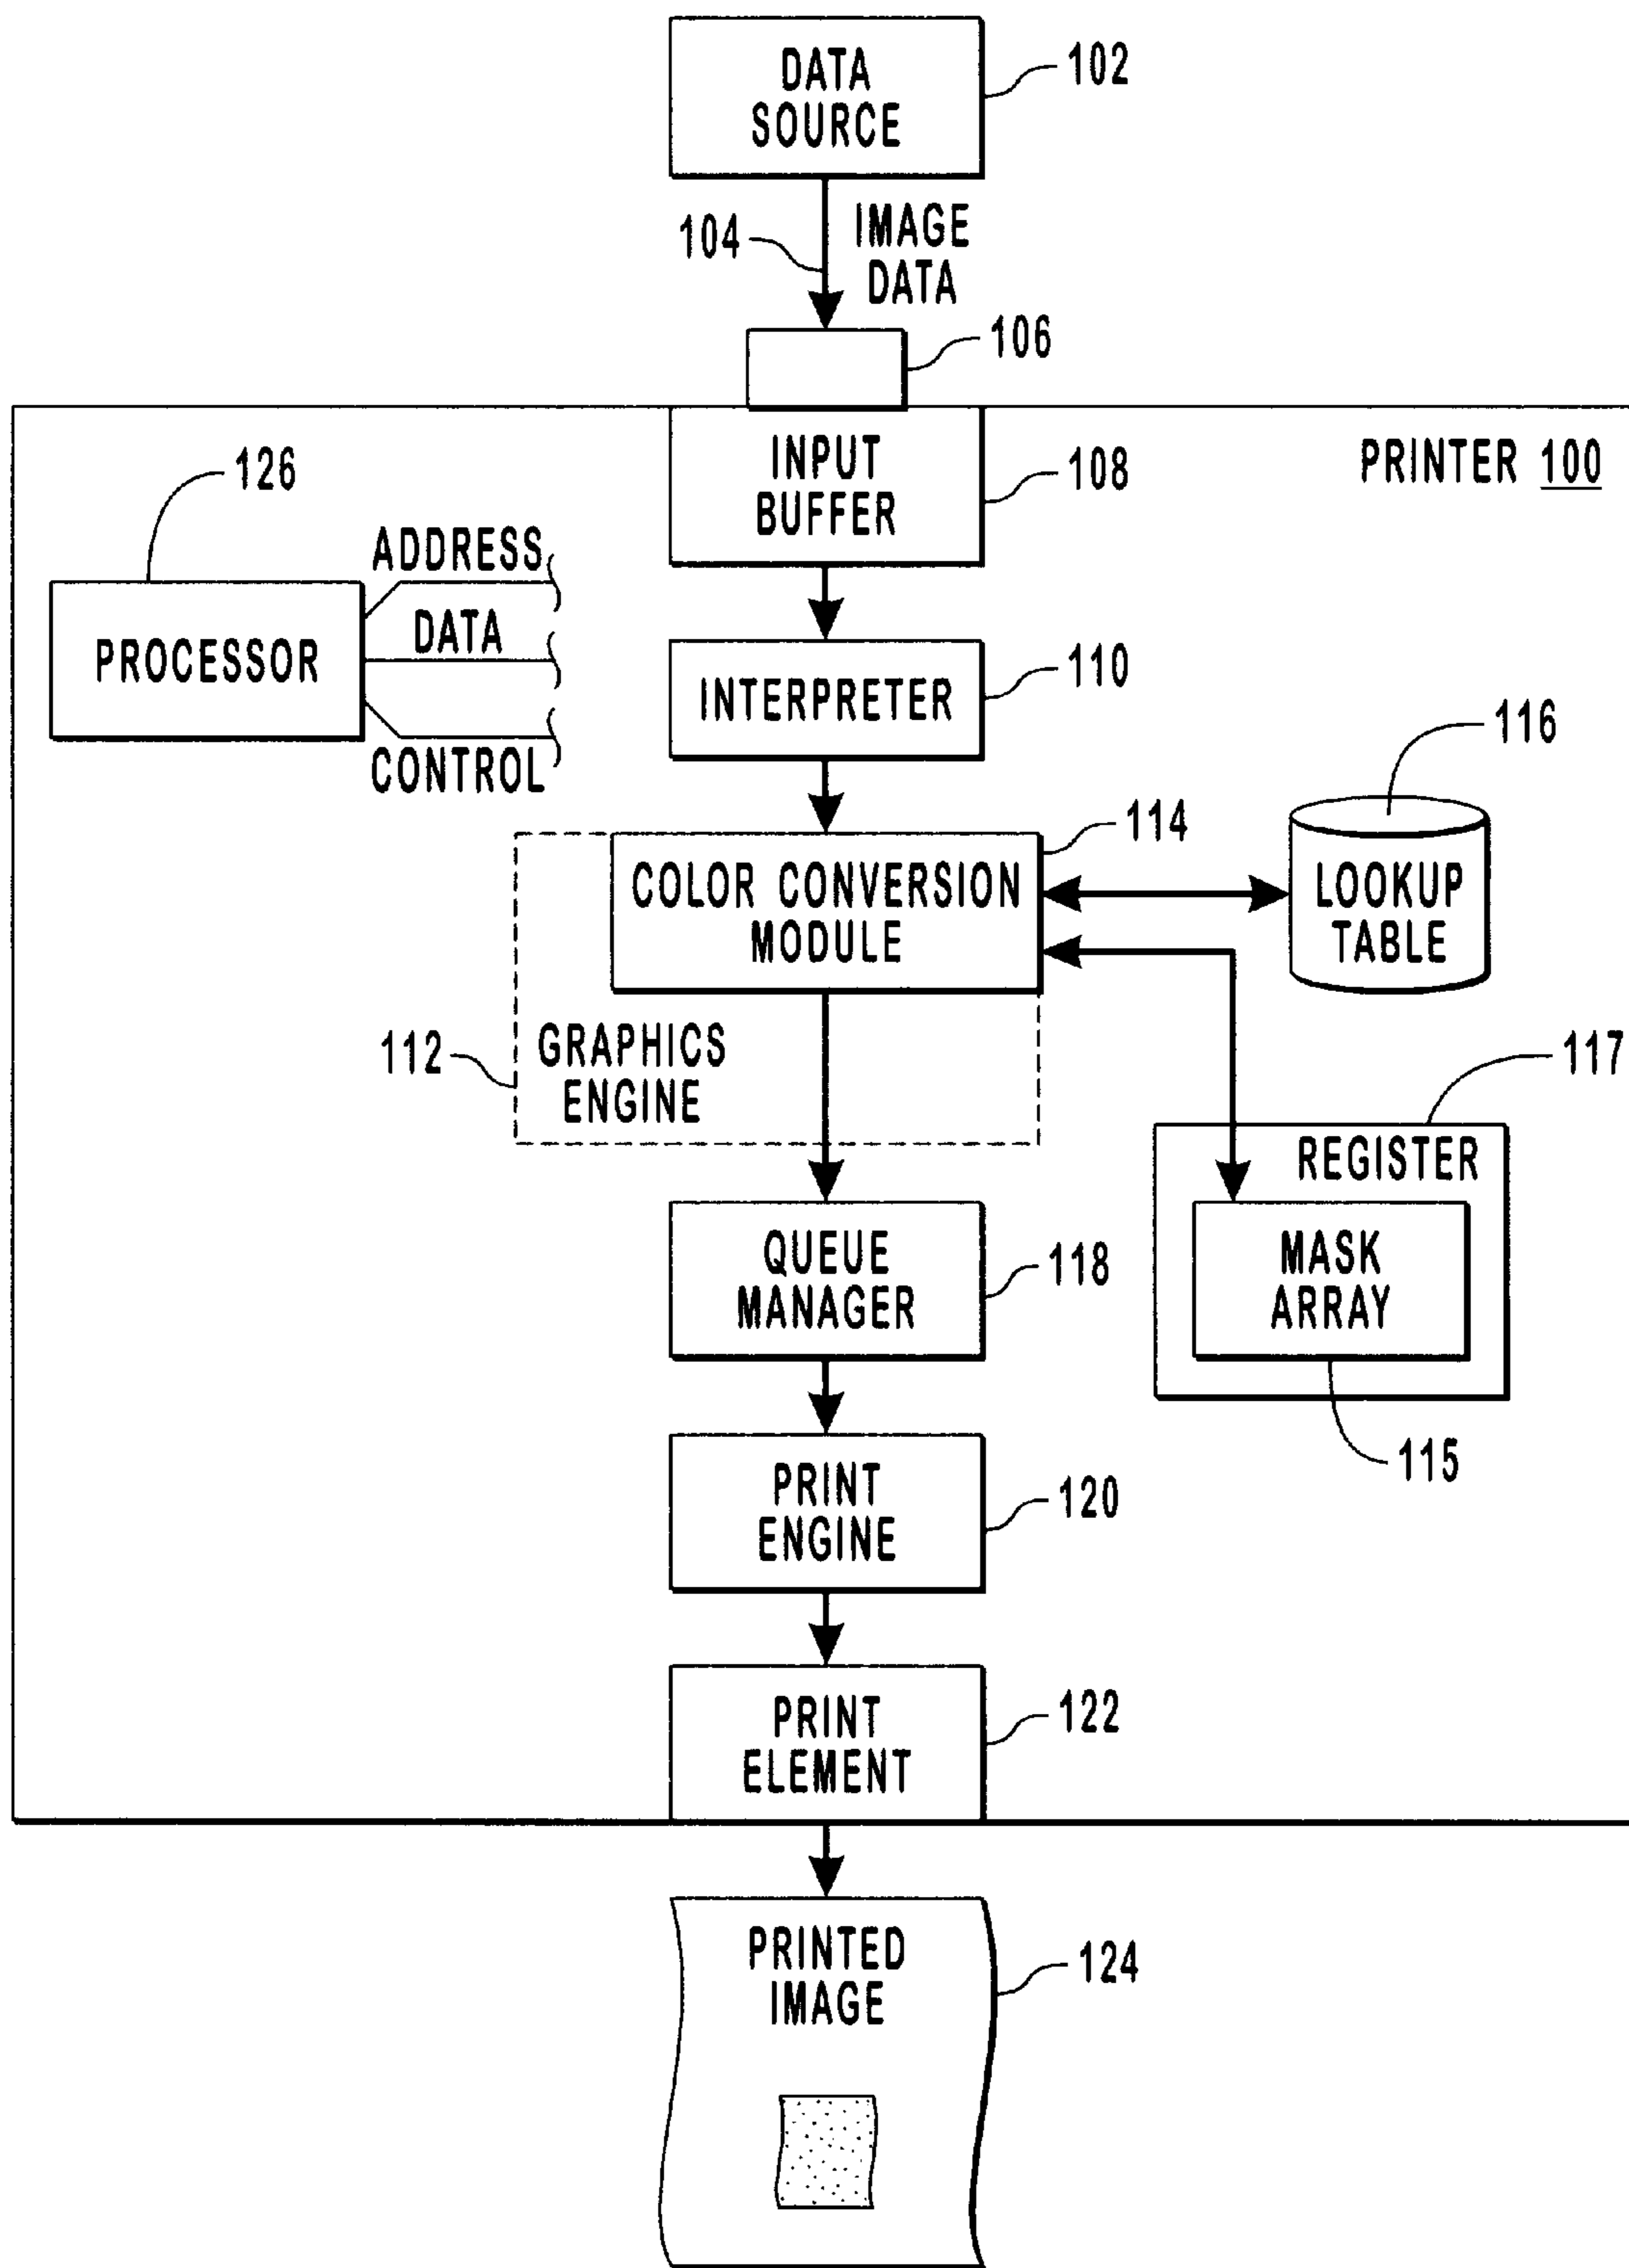 DATA
SOURCE
102
104
IMAGE
DATA
106
INPUT
BUFFER
108
PRINTER 100
126
ADDRESS
DATA
CONTROL
PROCESSOR
INTERPRETER
110
116
LOOKUP
TABLE
114
COLOR CONVERSION
MODULE
112
GRAPHICS
ENGINE
117
REGISTER
MASK
ARRAY
115
QUEUE
MANAGER
118
PRINT
ENGINE
120
PRINT
ELEMENT
122
PRINTED
IMAGE
124